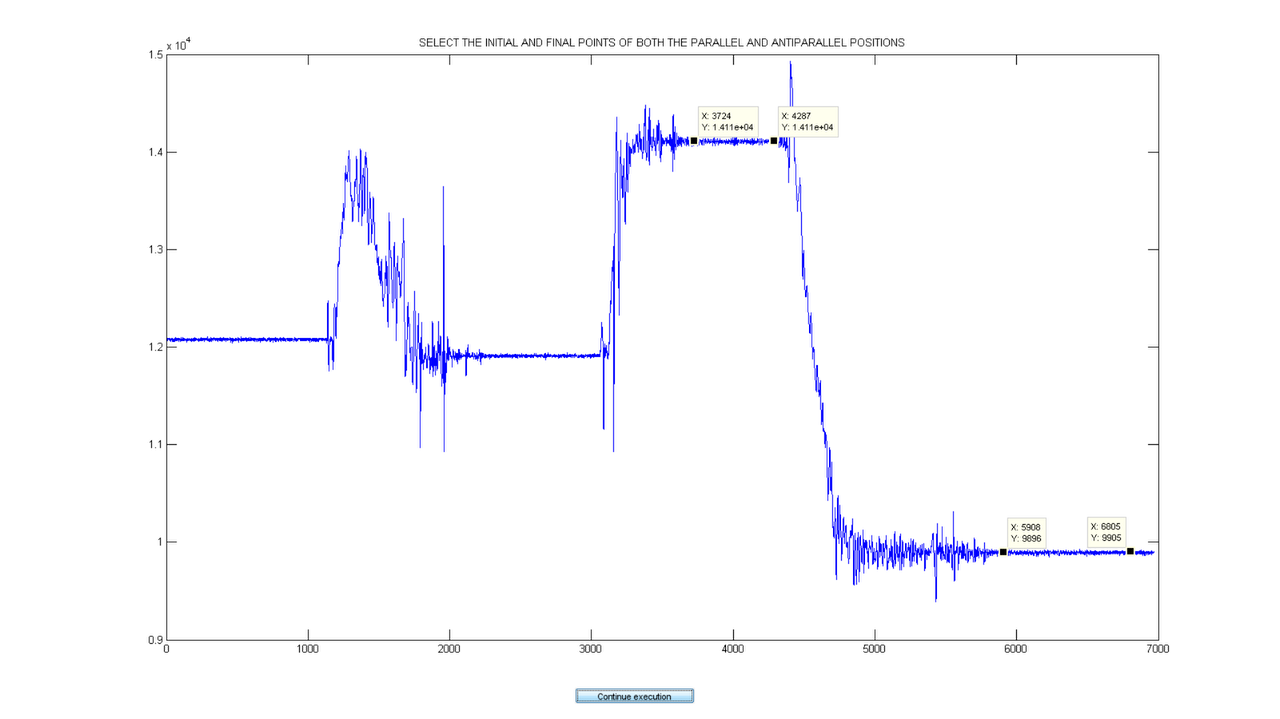 SELECT THE INITIAL AND FINAL POINTS OF BOTH THE PARALLEL AND ANTIPARALLEL POSITIONS
x 10^4
1.5
1.4
1.3
1.2
1.1
1
0.9
X: 3724
Y: 1.411e+04
X: 4287
Y: 1.411e+04
X: 5908
Y: 9896
X: 6805
Y: 9905
0 1000 2000 3000 4000 5000 6000 7000
Continue execution